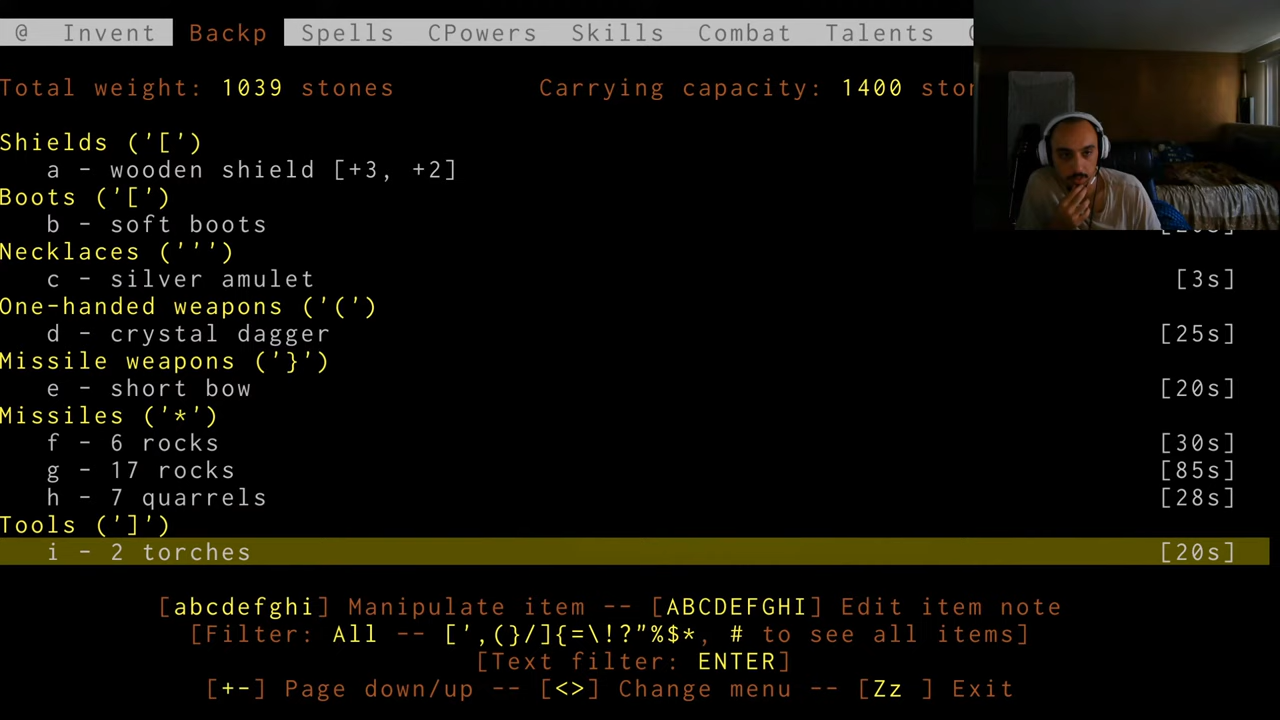 @ Invent Backp Spells CPowers Skills Combat Talents
Total weight: 1039 stones Carrying capacity: 1400 ston
Shields ('[')
a - wooden shield [+3, +2]
Boots ('[')
b - soft boots
Necklaces (''')
c - silver amulet [3s]
One-handed weapons ('(')
d - crystal dagger [25s]
Missile weapons ('}')
e - short bow [20s]
Missiles ('*')
f - 6 rocks [30s]
g - 17 rocks [85s]
h - 7 quarrels [28s]
Tools (']')
i - 2 torches [20s]
[abcdefghi] Manipulate item -- [ABCDEFGHI] Edit item note
[Filter: All -- [',(}/]{=\!?"%$*, # to see all items]
[Text filter: ENTER]
[+-] Page down/up -- [<>] Change menu -- [Zz ] Exit